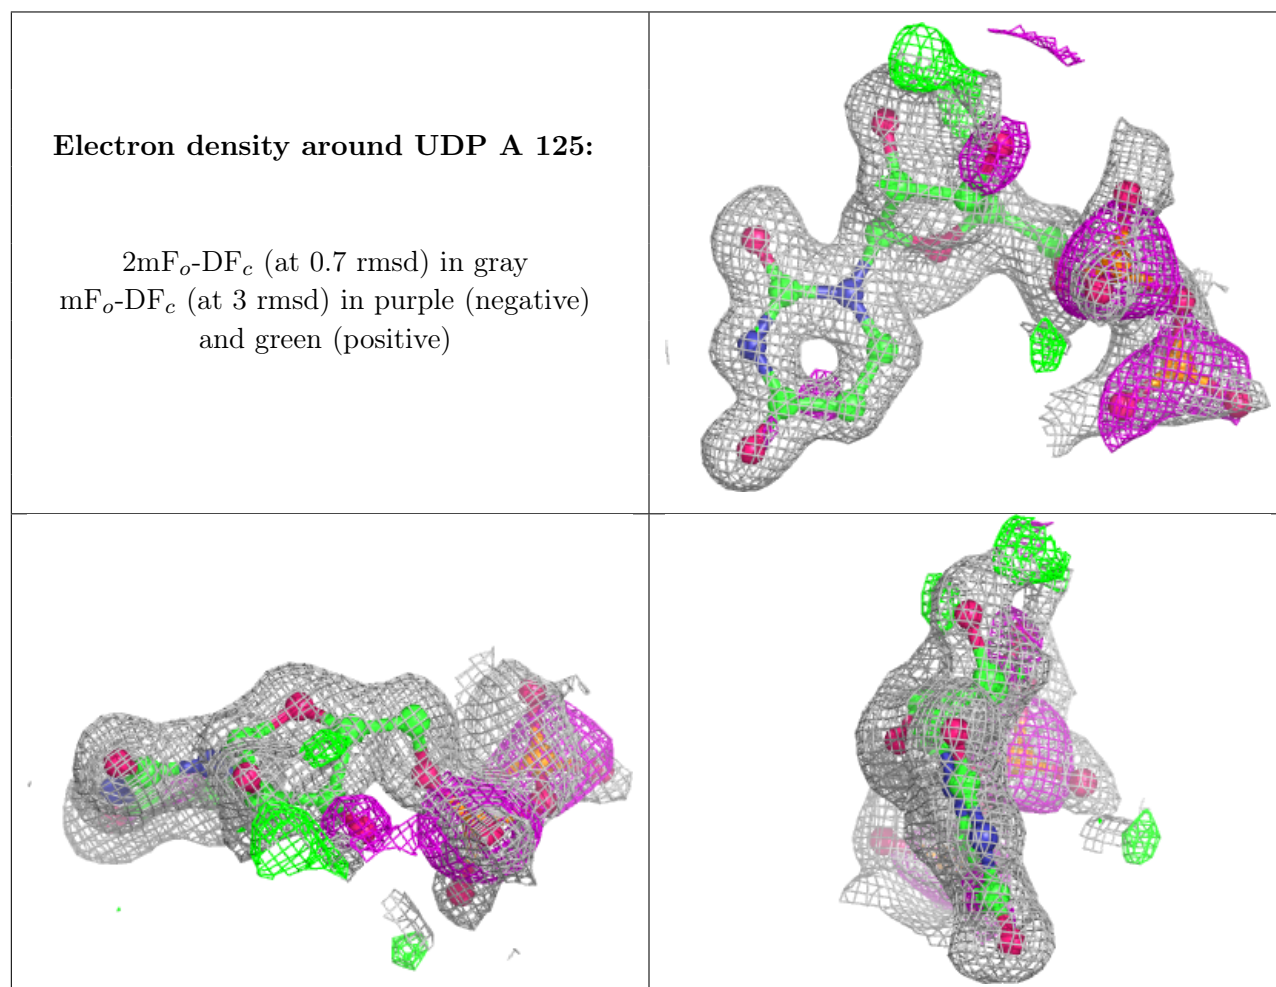 Electron density around UDP A 125:
2mFo-DFc (at 0.7 rmsd) in gray
mFo-DFc (at 3 rmsd) in purple (negative)
and green (positive)